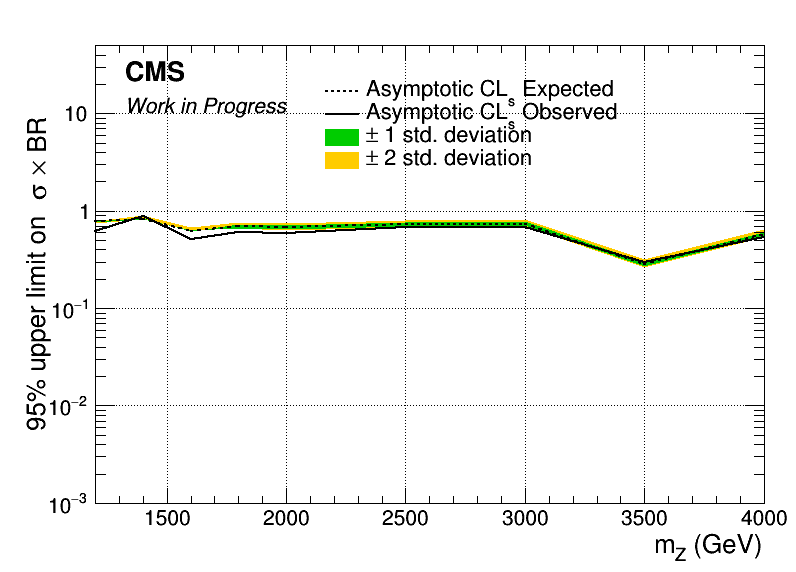 CMS
Work in Progress
Asymptotic CLs Expected
Asymptotic CLs Observed
± 1 std. deviation
± 2 std. deviation
95% upper limit on σ × BR
10
1
10⁻¹
10⁻²
10⁻³
1500 2000 2500 3000 3500 4000
mZ (GeV)